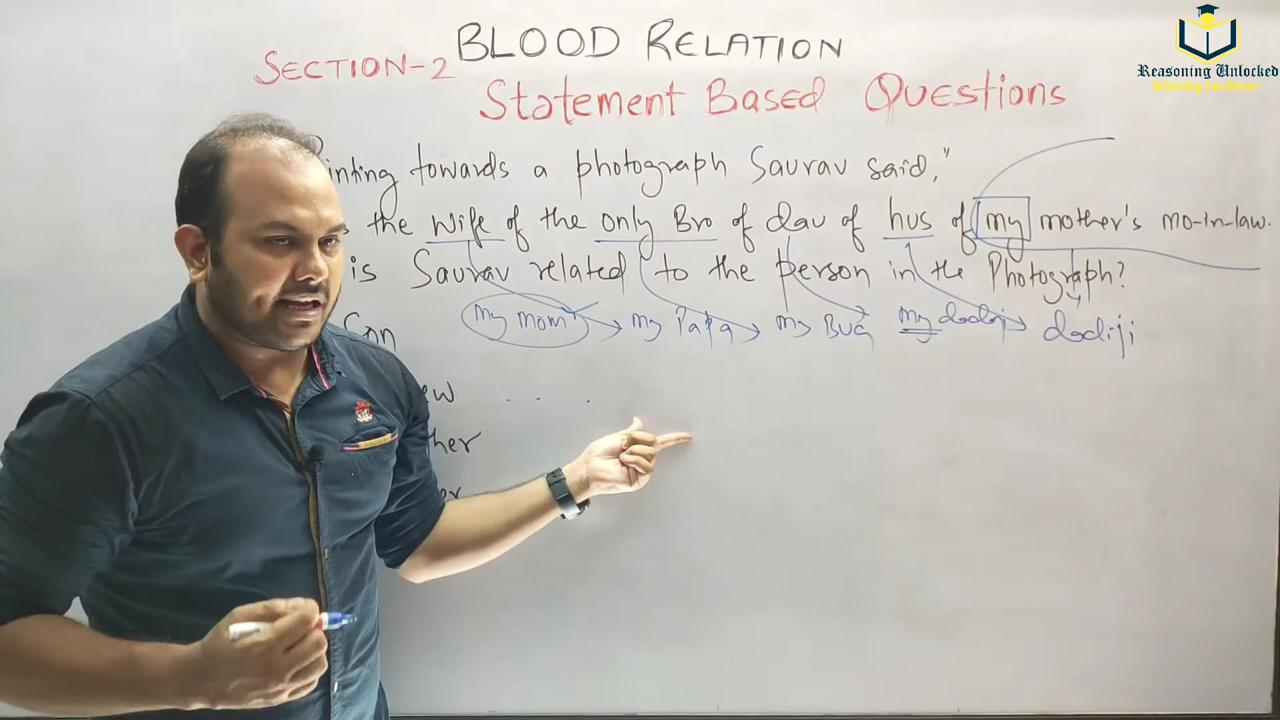 BLOOD RELATION
SECTION-2
Statement Based Questions
inting towards a photograph Saurav said,"
the wife of the only Bro of dau of hus of my mother's mo-in-law.
is Saurav related to the person in the Photograph?
my mom my Papa my Bua my dadaji dadiji
Son
ew . . .
ther
er
Reasoning Unlocked